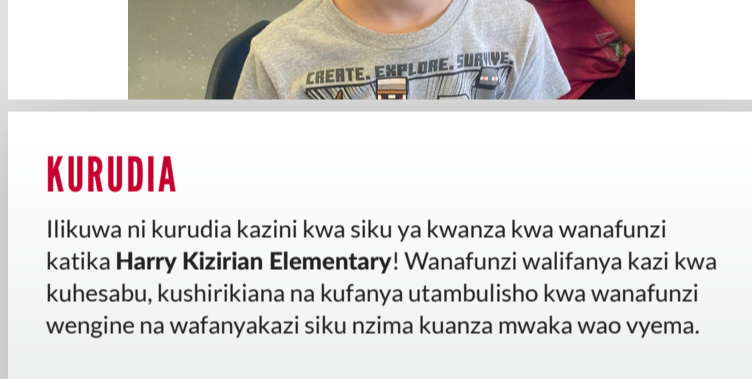 CREATE. EXPLORE. SURVIVE.
KURUDIA
Ilikuwa ni kurudia kazini kwa siku ya kwanza kwa wanafunzi
katika Harry Kizirian Elementary! Wanafunzi walifanya kazi kwa
kuhesabu, kushirikiana na kufanya utambulisho kwa wanafunzi
wengine na wafanyakazi siku nzima kuanza mwaka wao vyema.